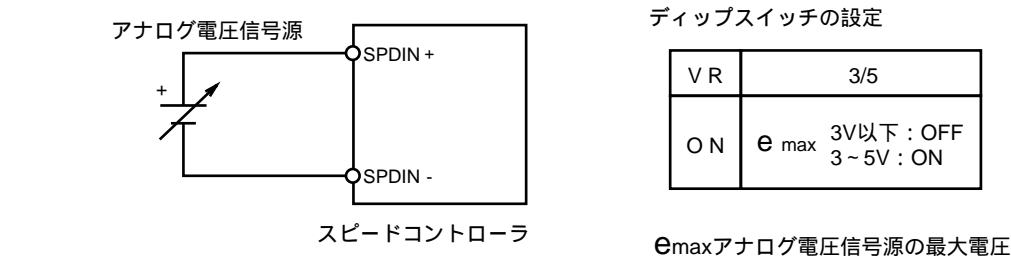 アナログ電圧信号源
SPDIN +
+
SPDIN -
スピードコントローラ
ディップスイッチの設定
V R 3/5
O N e max 3V以下：OFF
3～5V：ON
emaxアナログ電圧信号源の最大電圧